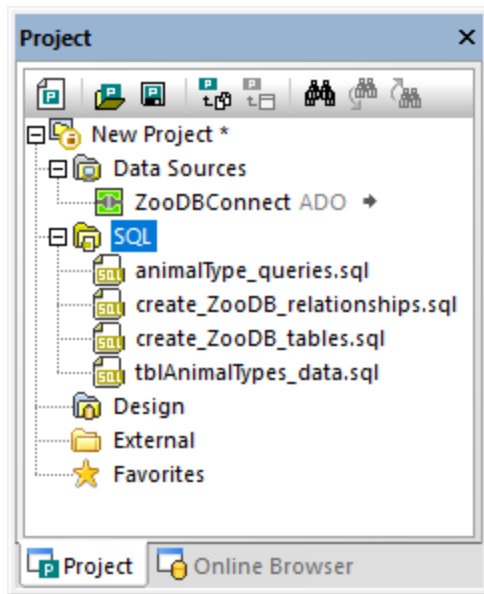 Project
New Project *
Data Sources
ZooDBConnect ADO
SQL
animalType_queries.sql
create_ZooDB_relationships.sql
create_ZooDB_tables.sql
tblAnimalTypes_data.sql
Design
External
Favorites
Project Online Browser